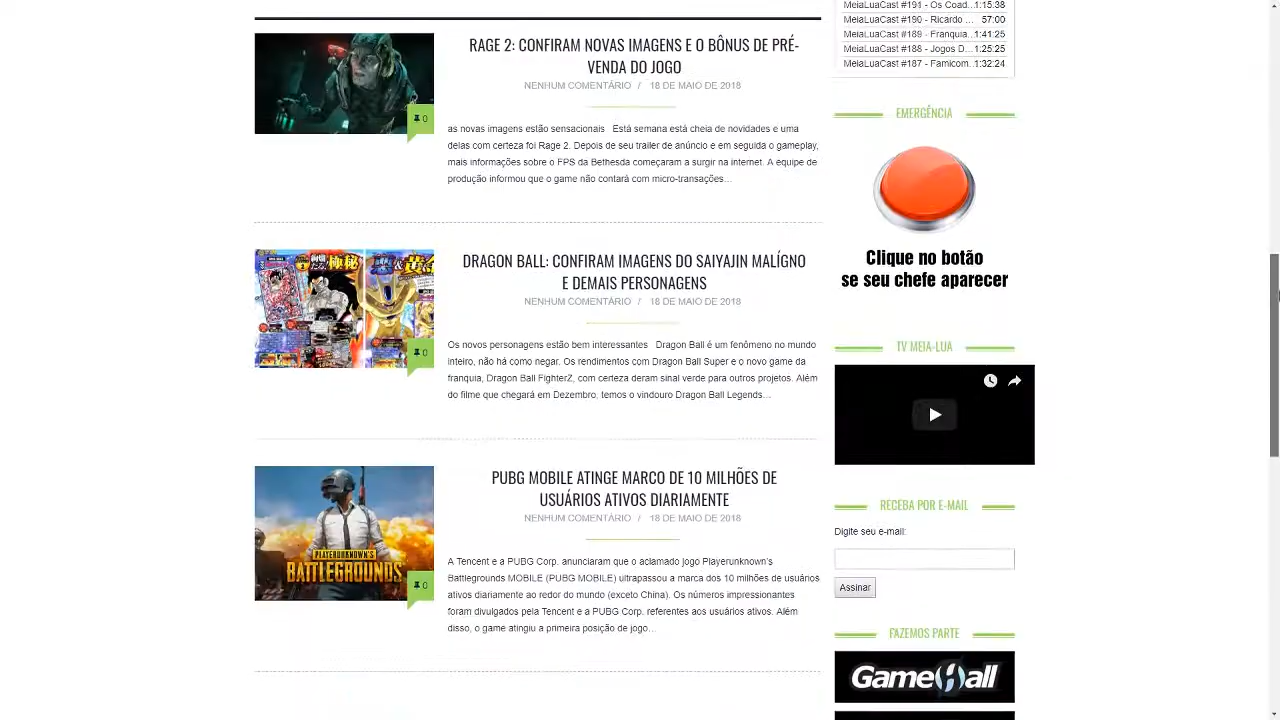 RAGE 2: CONFIRAM NOVAS IMAGENS E O BÔNUS DE PRÉ-
VENDA DO JOGO
NENHUM COMENTÁRIO / 18 DE MAIO DE 2018
0
as novas imagens estão sensacionais Está semana está cheia de novidades e uma
delas com certeza foi Rage 2. Depois de seu trailer de anúncio e em seguida o gameplay,
mais informações sobre o FPS da Bethesda começaram a surgir na internet. A equipe de
produção informou que o game não contará com micro-transações…
DRAGON BALL: CONFIRAM IMAGENS DO SAIYAJIN MALÍGNO
E DEMAIS PERSONAGENS
NENHUM COMENTÁRIO / 18 DE MAIO DE 2018
0
Os novos personagens estão bem interessantes Dragon Ball é um fenômeno no mundo
inteiro, não há como negar. Os rendimentos com Dragon Ball Super e o novo game da
franquia, Dragon Ball FighterZ, com certeza deram sinal verde para outros projetos. Além
do filme que chegará em Dezembro, temos o vindouro Dragon Ball Legends…
PUBG MOBILE ATINGE MARCO DE 10 MILHÕES DE
USUÁRIOS ATIVOS DIARIAMENTE
NENHUM COMENTÁRIO / 18 DE MAIO DE 2018
PLAYERUNKNOWN'S
BATTLEGROUNDS
0
A Tencent e a PUBG Corp. anunciaram que o aclamado jogo Playerunknown's
Battlegrounds MOBILE (PUBG MOBILE) ultrapassou a marca dos 10 milhões de usuários
ativos diariamente ao redor do mundo (exceto China). Os números impressionantes
foram divulgados pela Tencent e a PUBG Corp. referentes aos usuários ativos. Além
disso, o game atingiu a primeira posição de jogo…
MeiaLuaCast #191 - Os Coad... 1:15:38
MeiaLuaCast #190 - Ricardo ... 57:00
MeiaLuaCast #189 - Franquia... 1:41:25
MeiaLuaCast #188 - Jogos D... 1:25:25
MeiaLuaCast #187 - Famicom... 1:32:24
EMERGÊNCIA
Clique no botão
se seu chefe aparecer
TV MEIA-LUA
RECEBA POR E-MAIL
Digite seu e-mail:
Assinar
FAZEMOS PARTE
GameHall